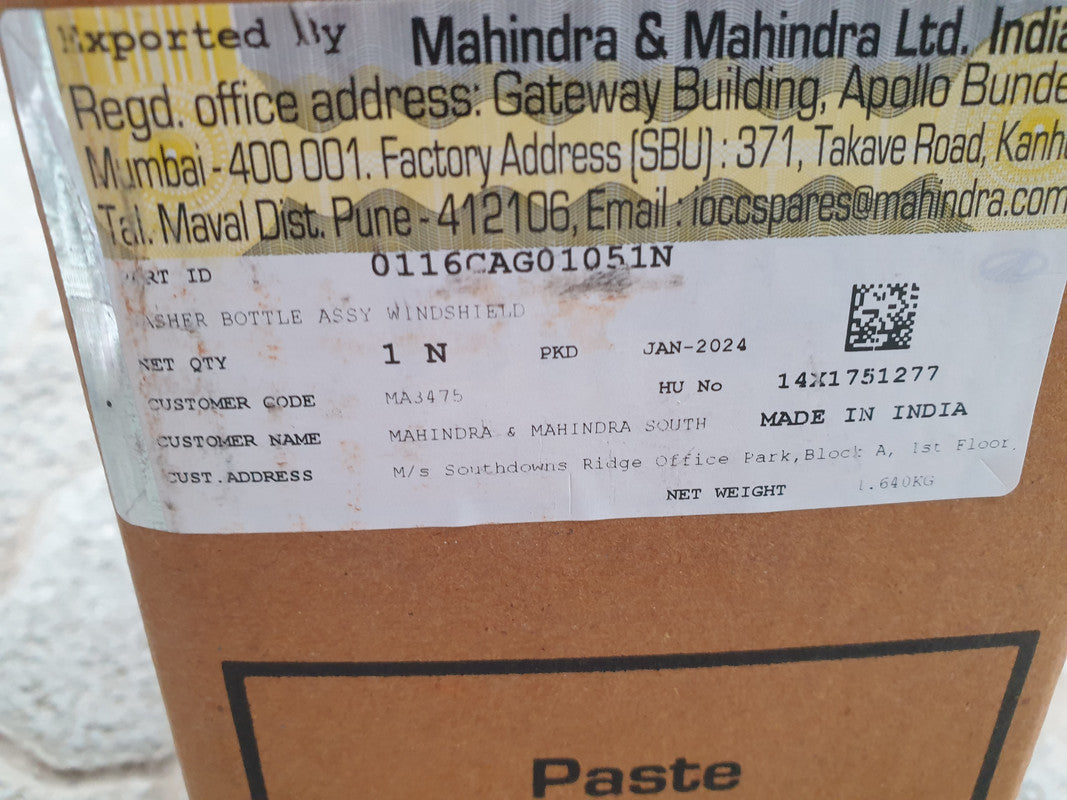 Exported By Mahindra & Mahindra Ltd. India
Regd. office address: Gateway Building, Apollo Bunde
Mumbai - 400 001. Factory Address (SBU) : 371, Takave Road, Kanh
Tal. Maval Dist. Pune - 412106, Email : ioccspares@mahindra.com
RT ID 0116CAG01051N
ASHER BOTTLE ASSY WINDSHIELD
NET QTY 1 N PKD JAN-2024
CUSTOMER CODE MA3475 HU No 14X1751277
CUSTOMER NAME MAHINDRA & MAHINDRA SOUTH MADE IN INDIA
CUST.ADDRESS M/s Southdowns Ridge Office Park,Block A, 1st Floor,
NET WEIGHT 1.640KG
Paste